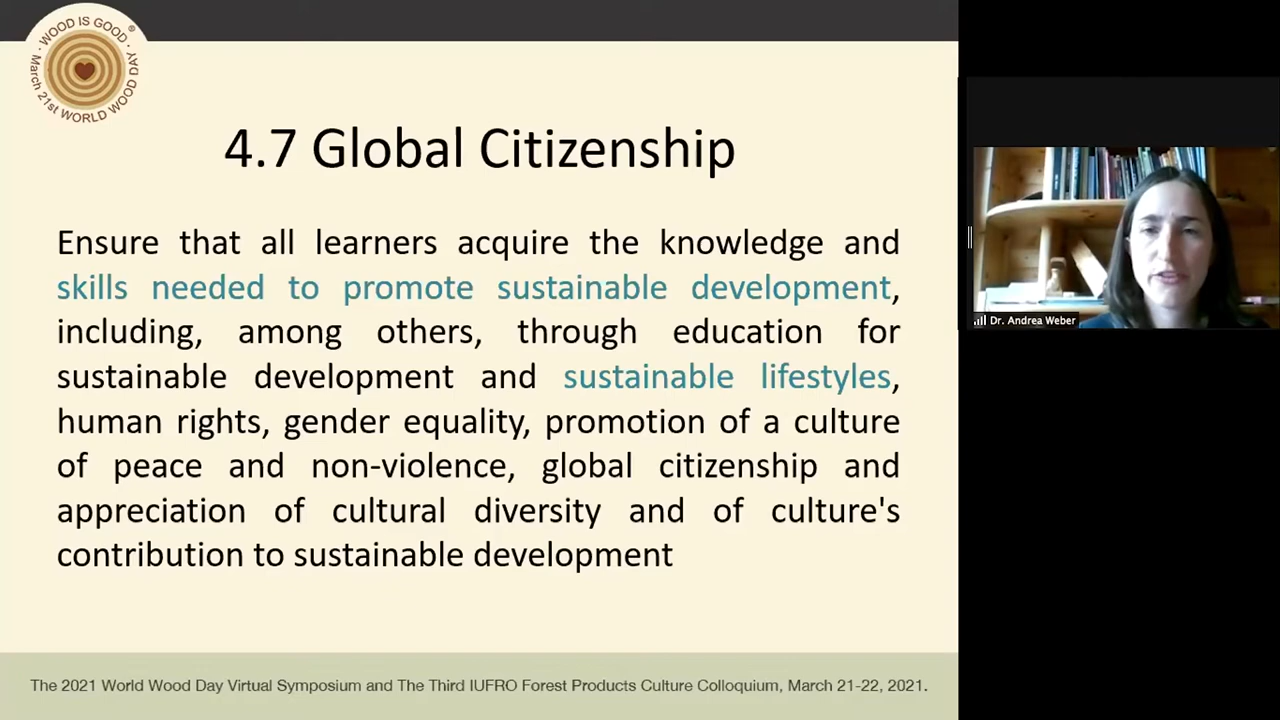 · WOOD IS GOOD ·®
March 21st WORLD WOOD DAY
4.7 Global Citizenship
Ensure that all learners acquire the knowledge and
skills needed to promote sustainable development,
including, among others, through education for
sustainable development and sustainable lifestyles,
human rights, gender equality, promotion of a culture
of peace and non-violence, global citizenship and
appreciation of cultural diversity and of culture's
contribution to sustainable development
Dr. Andrea Weber
The 2021 World Wood Day Virtual Symposium and The Third IUFRO Forest Products Culture Colloquium, March 21-22, 2021.